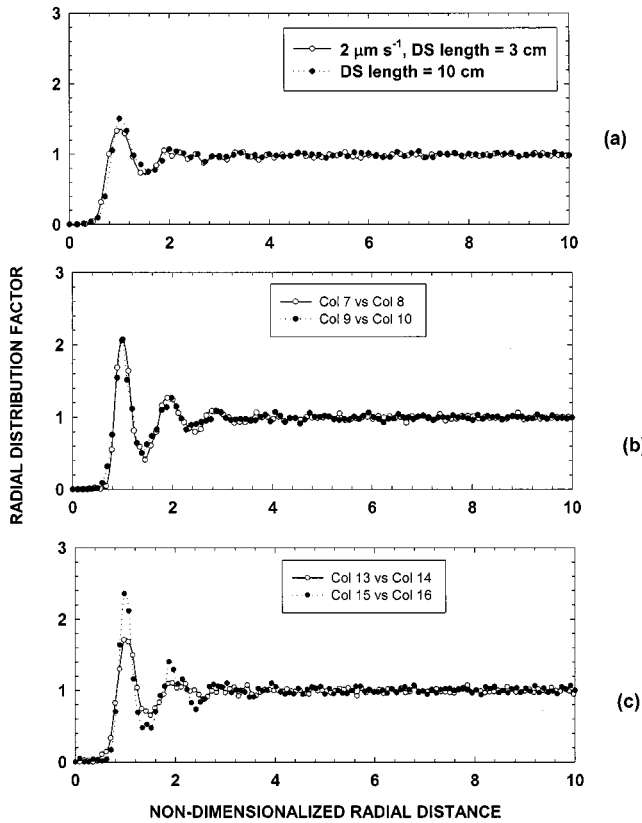 3
2 μm s-1, DS length = 3 cm
DS length = 10 cm
2
(a)
1
0
0 2 4 6 8 10
3
Col 7 vs Col 8
Col 9 vs Col 10
2
1
(b)
0
0 2 4 6 8 10
RADIAL DISTRIBUTION FACTOR
3
Col 13 vs Col 14
Col 15 vs Col 16
2
1
(c)
0
0 2 4 6 8 10
NON-DIMENSIONALIZED RADIAL DISTANCE